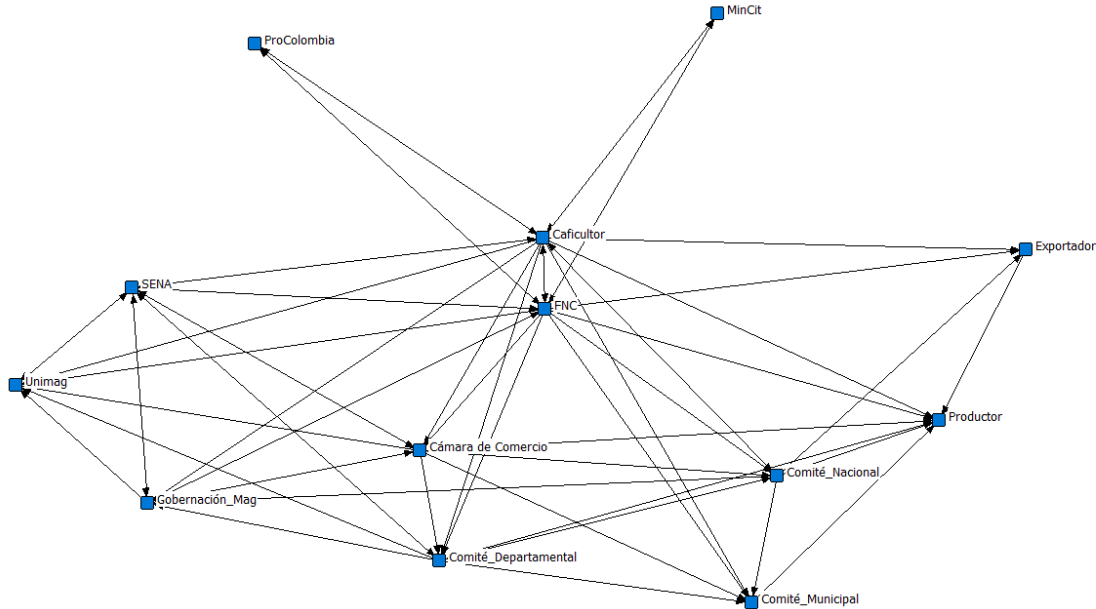 MinCit
ProColombia
Caficultor
Exportador
SENA
FNC
Unimag
Productor
Cámara de Comercio
Comité_Nacional
Gobernación_Mag
Comité_Departamental
Comité_Municipal